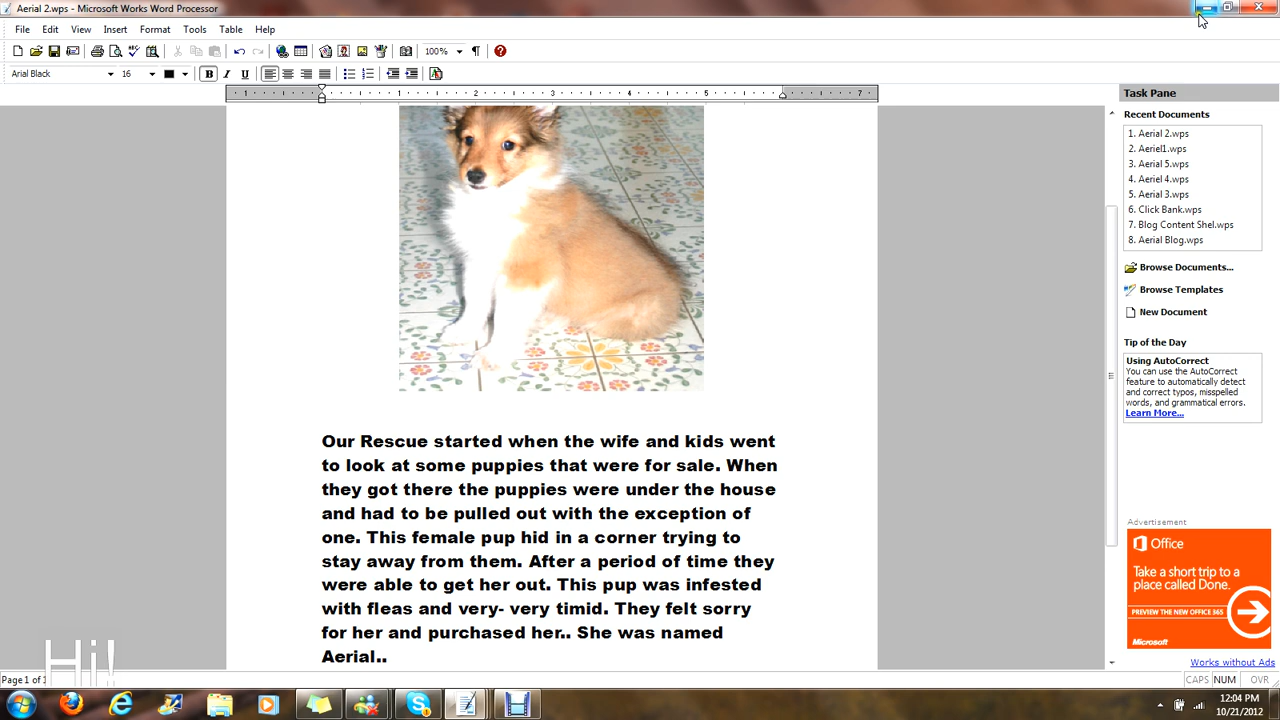 Aerial 2.wps - Microsoft Works Word Processor
File Edit View Insert Format Tools Table Help
100%
Arial Black 16 B I U
1 1 2 3 4 5 7
Our Rescue started when the wife and kids went
to look at some puppies that were for sale. When
they got there the puppies were under the house
and had to be pulled out with the exception of
one. This female pup hid in a corner trying to
stay away from them. After a period of time they
were able to get her out. This pup was infested
with fleas and very- very timid. They felt sorry
for her and purchased her.. She was named
Aerial..
Task Pane
Recent Documents
1. Aerial 2.wps
2. Aeriel1.wps
3. Aerial 5.wps
4. Aeriel 4.wps
5. Aerial 3.wps
6. Click Bank.wps
7. Blog Content Shel.wps
8. Aerial Blog.wps
Browse Documents...
Browse Templates
New Document
Tip of the Day
Using AutoCorrect
You can use the AutoCorrect
feature to automatically detect
and correct typos, misspelled
words, and grammatical errors.
Learn More...
Advertisement
Office
Take a short trip to a
place called Done.
PREVIEW THE NEW OFFICE 365
Microsoft
Works without Ads
Hi!
Page 1 of 1
CAPS NUM OVR
12:04 PM
10/21/2012